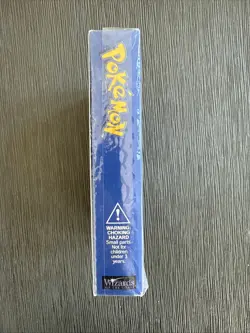 POKéMON
WARNING:
CHOKING
HAZARD
Small parts.
Not for
children
under 3
years.
Wizards